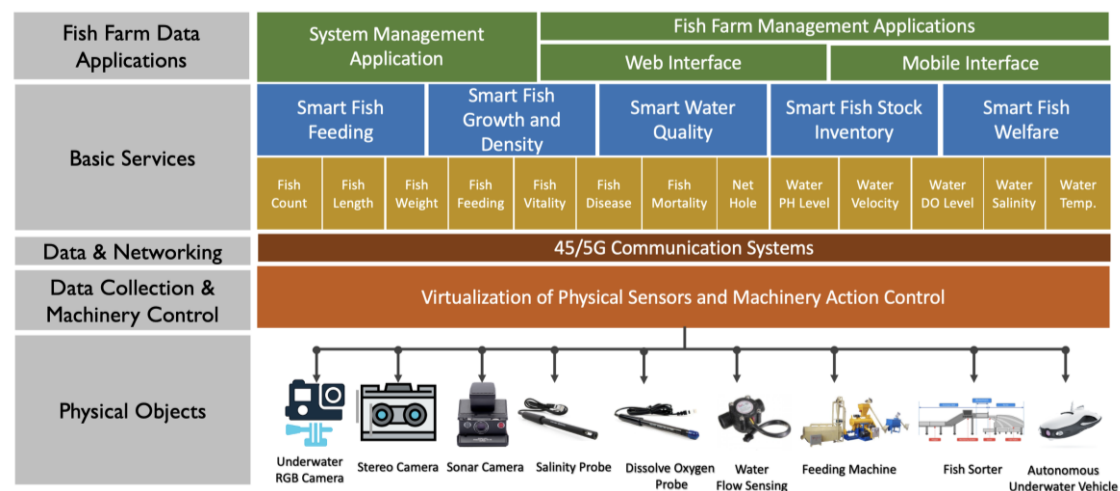 Fish Farm Data
Applications
System Management
Application
Fish Farm Management Applications
Web Interface
Mobile Interface
Basic Services
Smart Fish
Feeding
Smart Fish
Growth and
Density
Smart Water
Quality
Smart Fish Stock
Inventory
Smart Fish
Welfare
Fish
Count
Fish
Length
Fish
Weight
Fish
Feeding
Fish
Vitality
Fish
Disease
Fish
Mortality
Net
Hole
Water
PH Level
Water
Velocity
Water
DO Level
Water
Salinity
Water
Temp.
Data & Networking
45/5G Communication Systems
Data Collection &
Machinery Control
Virtualization of Physical Sensors and Machinery Action Control
Physical Objects
Underwater
RGB Camera
Stereo Camera
Sonar Camera
Salinity Probe
Dissolve Oxygen
Probe
Water
Flow Sensing
Feeding Machine
Fish Sorter
Autonomous
Underwater Vehicle